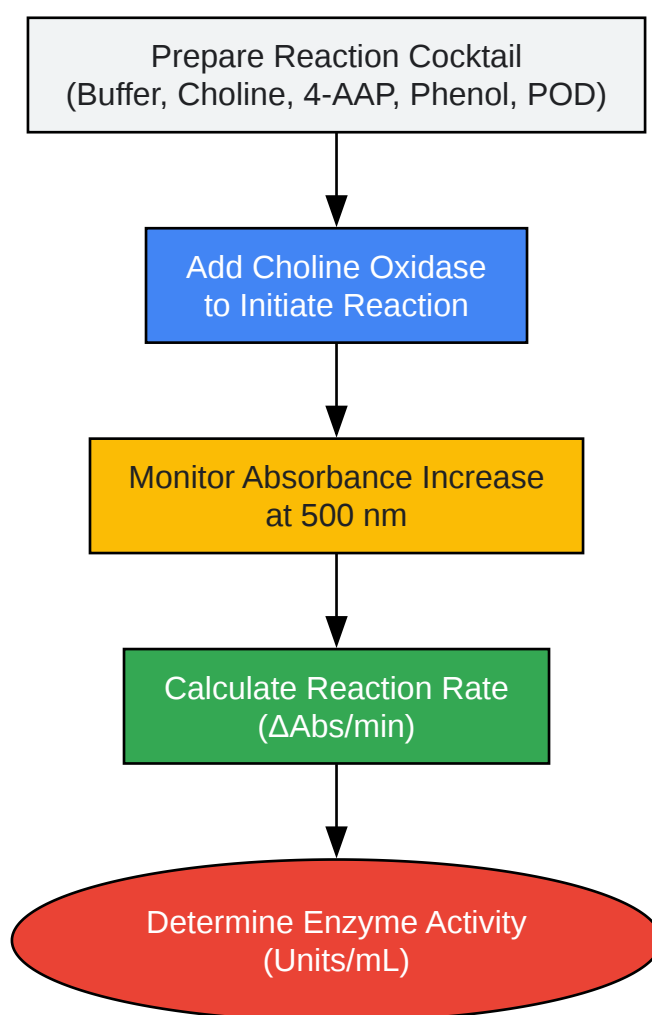 Prepare Reaction Cocktail
(Buffer, Choline, 4-AAP, Phenol, POD)
Add Choline Oxidase
to Initiate Reaction
Monitor Absorbance Increase
at 500 nm
Calculate Reaction Rate
(ΔAbs/min)
Determine Enzyme Activity
(Units/mL)